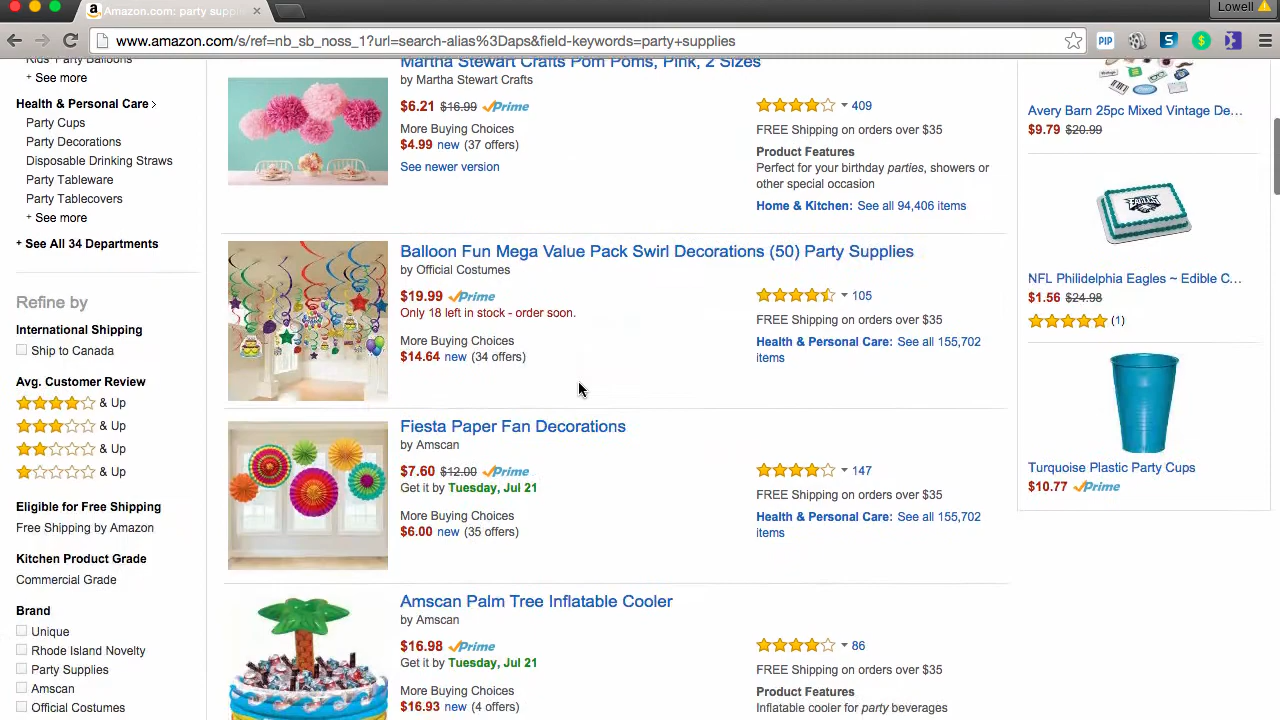 Lowell
Amazon.com: party suppli
www.amazon.com/s/ref=nb_sb_noss_1?url=search-alias%3Daps&field-keywords=party+supplies
PIP
Kids' Party Balloons
+ See more
Health & Personal Care
Party Cups
Party Decorations
Disposable Drinking Straws
Party Tableware
Party Tablecovers
+ See more
+ See All 34 Departments
Refine by
International Shipping
Ship to Canada
Avg. Customer Review
& Up
& Up
& Up
& Up
Eligible for Free Shipping
Free Shipping by Amazon
Kitchen Product Grade
Commercial Grade
Brand
Unique
Rhode Island Novelty
Party Supplies
Amscan
Official Costumes
Martha Stewart Crafts Pom Poms, Pink, 2 Sizes
by Martha Stewart Crafts
$6.21 $16.99 Prime
More Buying Choices
$4.99 new (37 offers)
See newer version
409
FREE Shipping on orders over $35
Product Features
Perfect for your birthday parties, showers or
other special occasion
Home & Kitchen: See all 94,406 items
Balloon Fun Mega Value Pack Swirl Decorations (50) Party Supplies
by Official Costumes
$19.99 Prime
Only 18 left in stock - order soon.
More Buying Choices
$14.64 new (34 offers)
105
FREE Shipping on orders over $35
Health & Personal Care: See all 155,702
items
Fiesta Paper Fan Decorations
by Amscan
$7.60 $12.00 Prime
Get it by Tuesday, Jul 21
More Buying Choices
$6.00 new (35 offers)
147
FREE Shipping on orders over $35
Health & Personal Care: See all 155,702
items
Amscan Palm Tree Inflatable Cooler
by Amscan
$16.98 Prime
Get it by Tuesday, Jul 21
More Buying Choices
$16.93 new (4 offers)
86
FREE Shipping on orders over $35
Product Features
Inflatable cooler for party beverages
Avery Barn 25pc Mixed Vintage De...
$9.79 $20.99
EAGLES
NFL Philidelphia Eagles ~ Edible C...
$1.56 $24.98
(1)
Turquoise Plastic Party Cups
$10.77 Prime